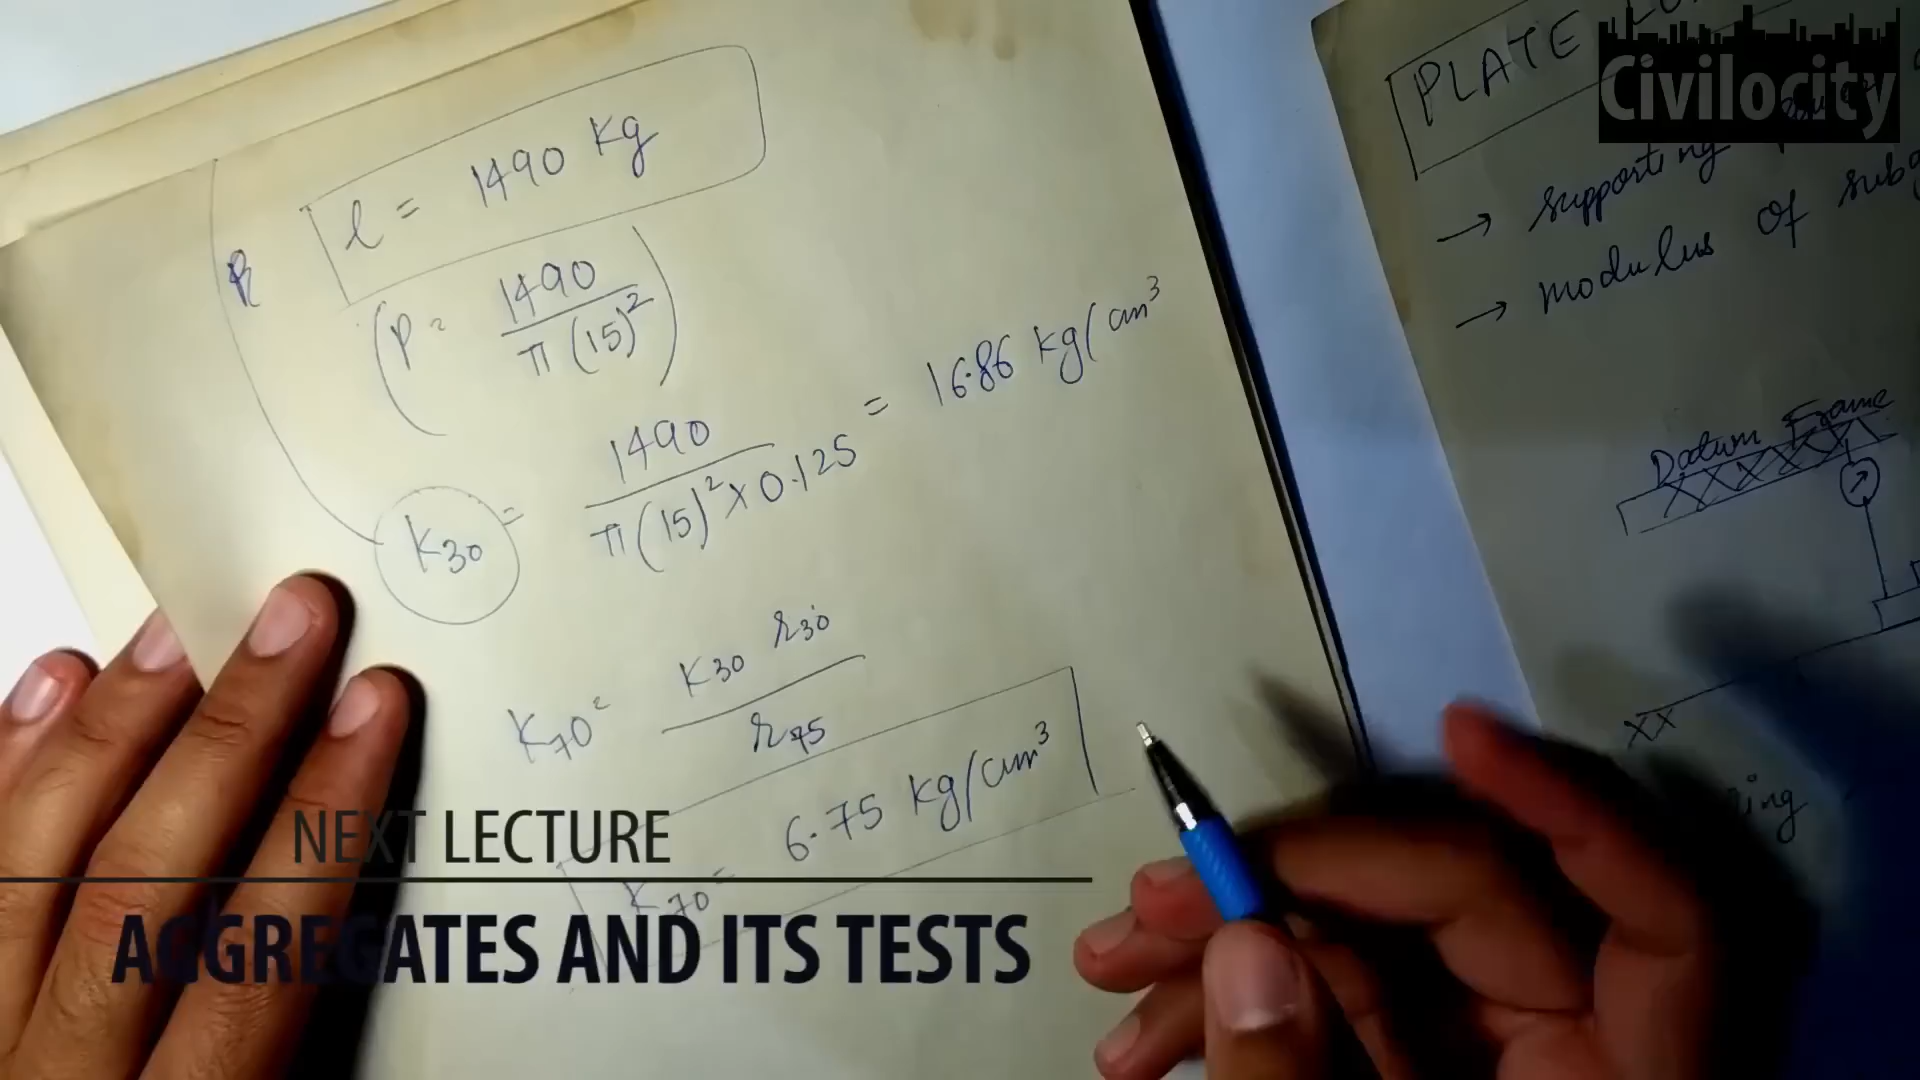 l = 1490 kg
R
(P = 1490 / π(15)²)
K30 = 1490 / π(15)² × 0.125 = 16.86 kg/cm³
K70 = K30 r30 / r75
K70 = 6.75 kg/cm³
NEXT LECTURE
AGGREGATES AND ITS TESTS
PLATE
Civilocity
→ supporting
→ modulus of
Datum Frame
XX